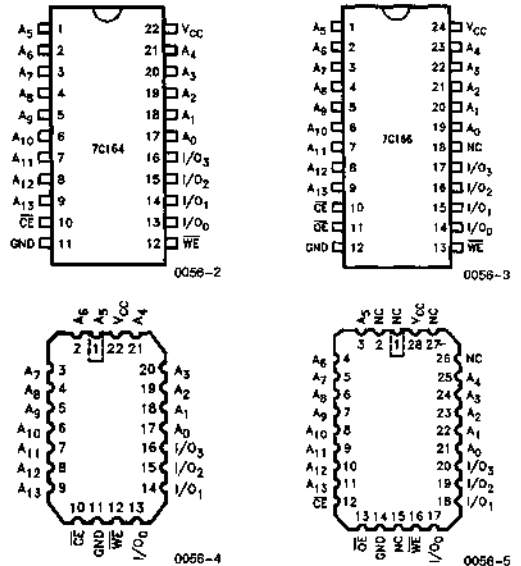 A5 1 22 VCC
A6 2 21 A4
A7 3 20 A3
A8 4 19 A2
A9 5 18 A1
A10 6 17 A0
7C164
A11 7 16 I/O3
A12 8 15 I/O2
A13 9 14 I/O1
CE 10 13 I/O0
GND 11 12 WE
0056-2
A5 1 24 VCC
A6 2 23 A4
A7 3 22 A3
A8 4 21 A2
A9 5 20 A1
A10 6 19 A0
7C166
A11 7 18 NC
A12 8 17 I/O3
A13 9 16 I/O2
CE 10 15 I/O1
OE 11 14 I/O0
GND 12 13 WE
0056-3
A6 A5 VCC A4
2 1 22 21
A7 3 20 A3
A8 4 19 A2
A9 5 18 A1
A10 6 17 A0
A11 7 16 I/O3
A12 8 15 I/O2
A13 9 14 I/O1
10 11 12 13
CE GND WE I/O0
0056-4
A5 NC NC VCC NC
3 2 1 28 27
A6 4 26 NC
A7 5 25 A4
A8 6 24 A3
A9 7 23 A2
A10 8 22 A1
A11 9 21 A0
A12 10 20 I/O3
A13 11 19 I/O2
CE 12 18 I/O1
13 14 15 16 17
OE GND NC WE I/O0
0056-5